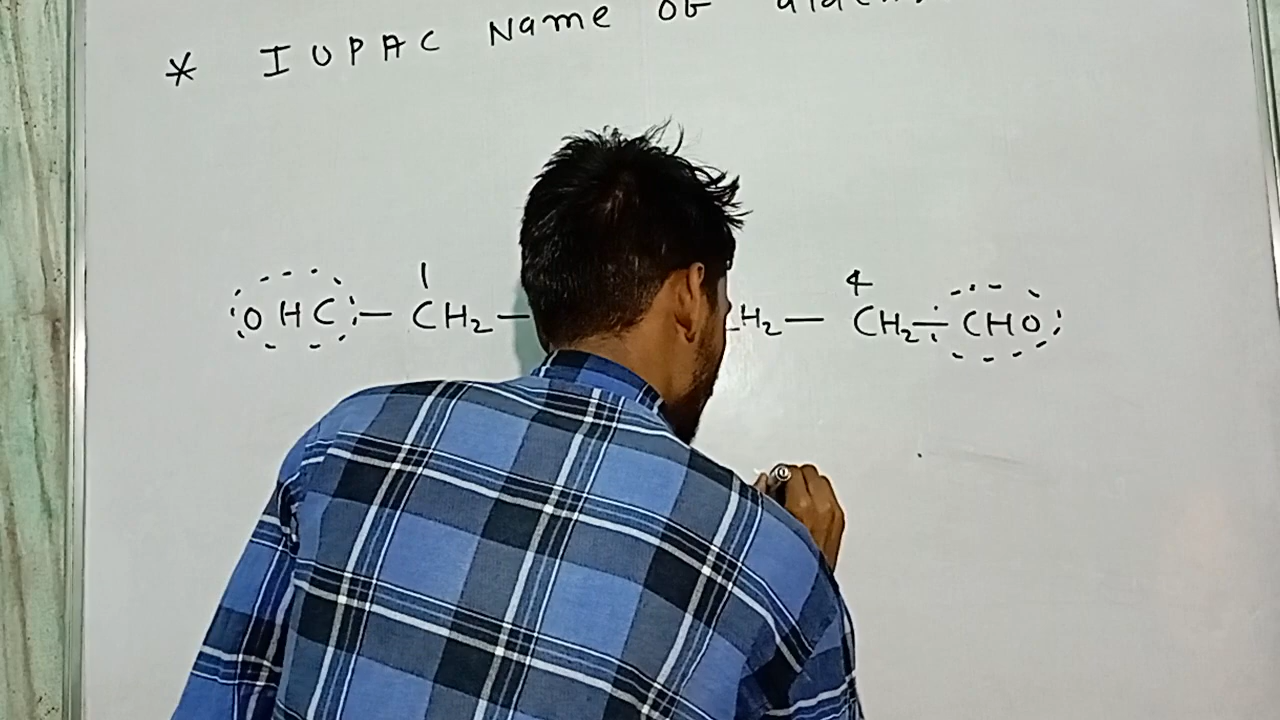 * IUPAC Name of
1 4
OHC — CH₂ — H₂ — CH₂ — CHO